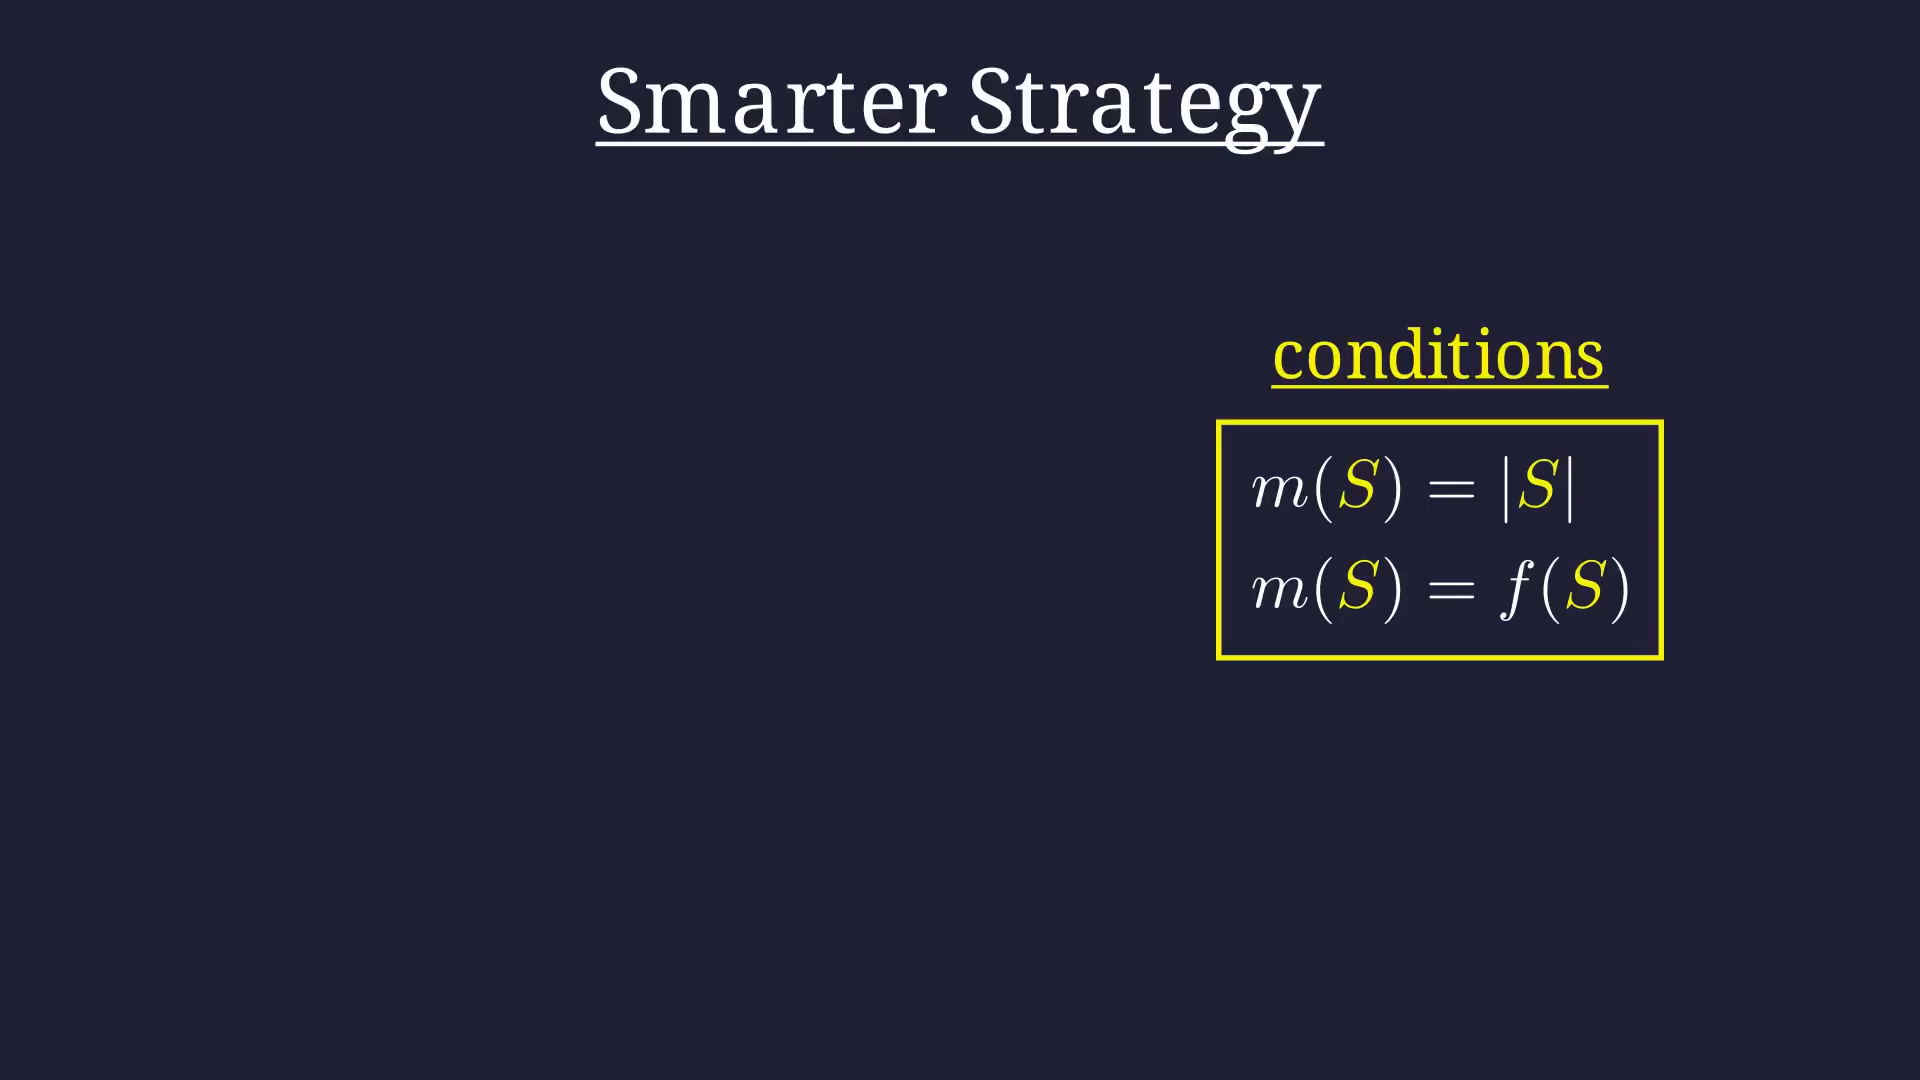 Smarter Strategy
conditions
m(S) = |S|
m(S) = f(S)